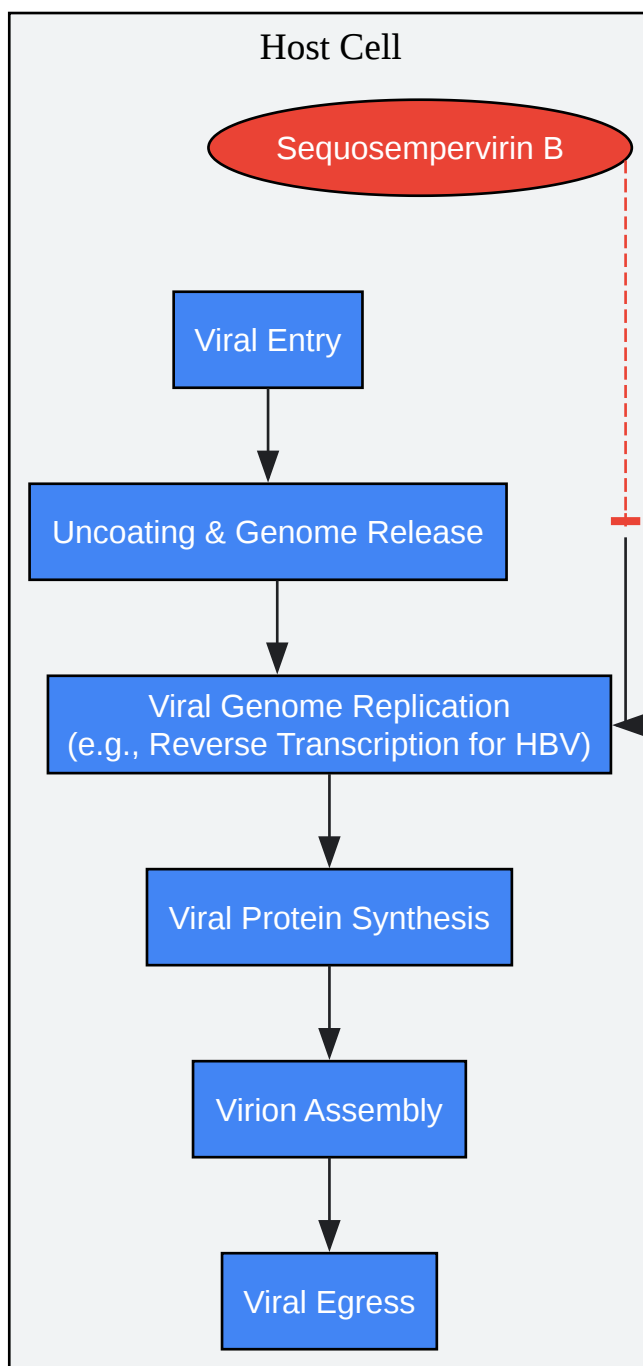 Host Cell
Sequosempervirin B
Viral Entry
Uncoating & Genome Release
Viral Genome Replication
(e.g., Reverse Transcription for HBV)
Viral Protein Synthesis
Virion Assembly
Viral Egress